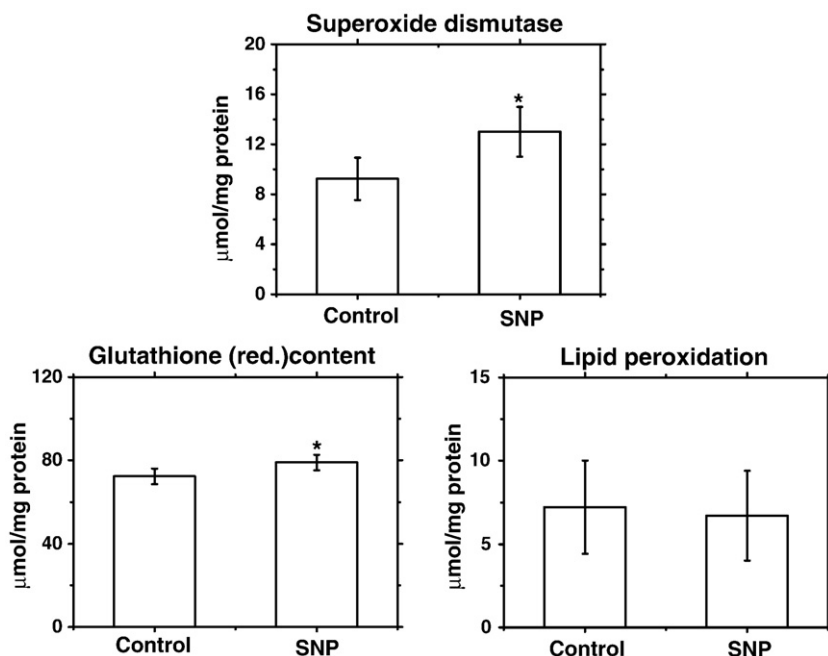 Superoxide dismutase
20
16
12
8
4
0
μmol/mg protein
*
Control
SNP
Glutathione (red.)content
120
80
40
0
μmol/mg protein
*
Control
SNP
Lipid peroxidation
15
10
5
0
μmol/mg protein
Control
SNP